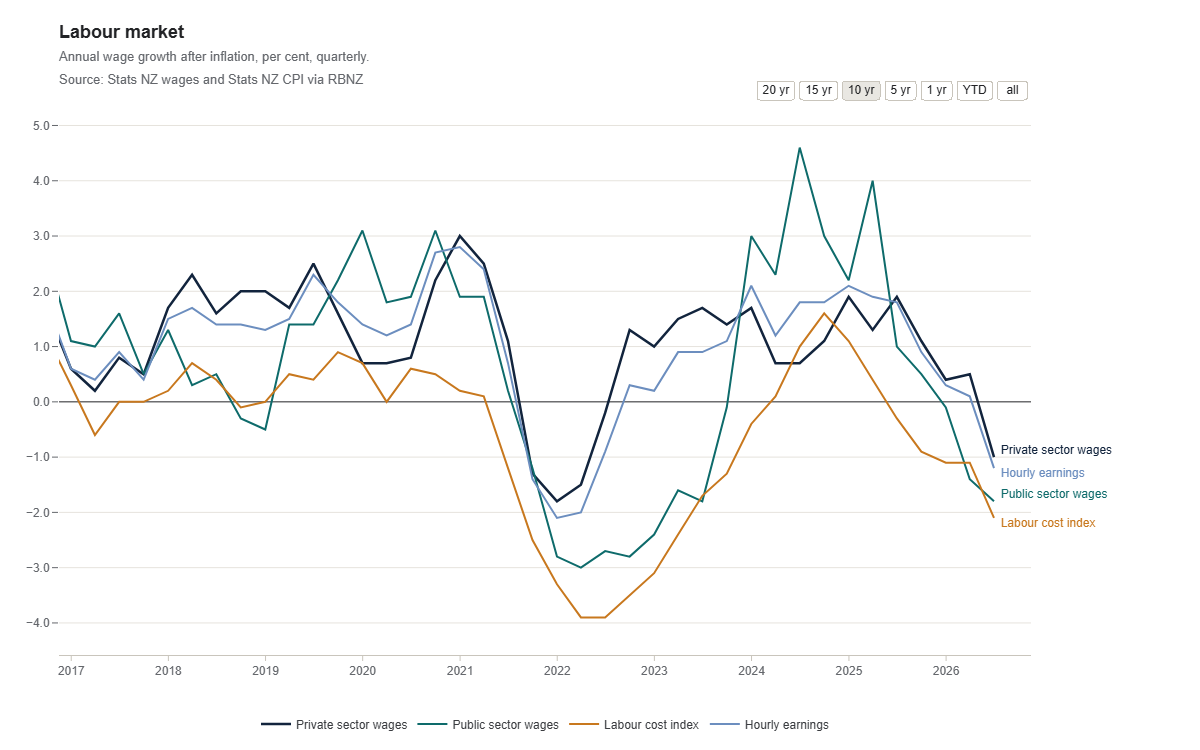 Labour market
Annual wage growth after inflation, per cent, quarterly.
Source: Stats NZ wages and Stats NZ CPI via RBNZ
20 yr 15 yr 10 yr 5 yr 1 yr YTD all
5.0
4.0
3.0
2.0
1.0
0.0
−1.0
−2.0
−3.0
−4.0
Private sector wages
Hourly earnings
Public sector wages
Labour cost index
2017 2018 2019 2020 2021 2022 2023 2024 2025 2026
Private sector wages Public sector wages Labour cost index Hourly earnings